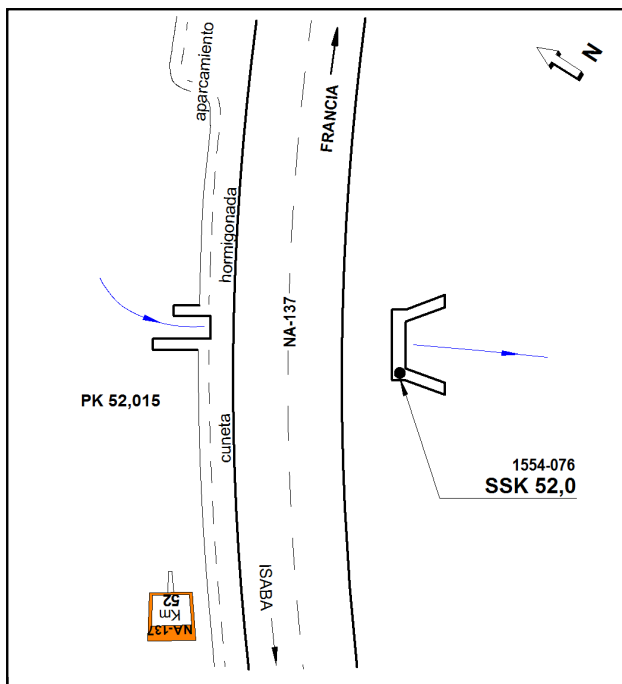 aparcamiento
FRANCIA
N
hormigonada
NA-137
PK 52,015
cuneta
1554-076
SSK 52,0
ISABA
NA-137
Km
52